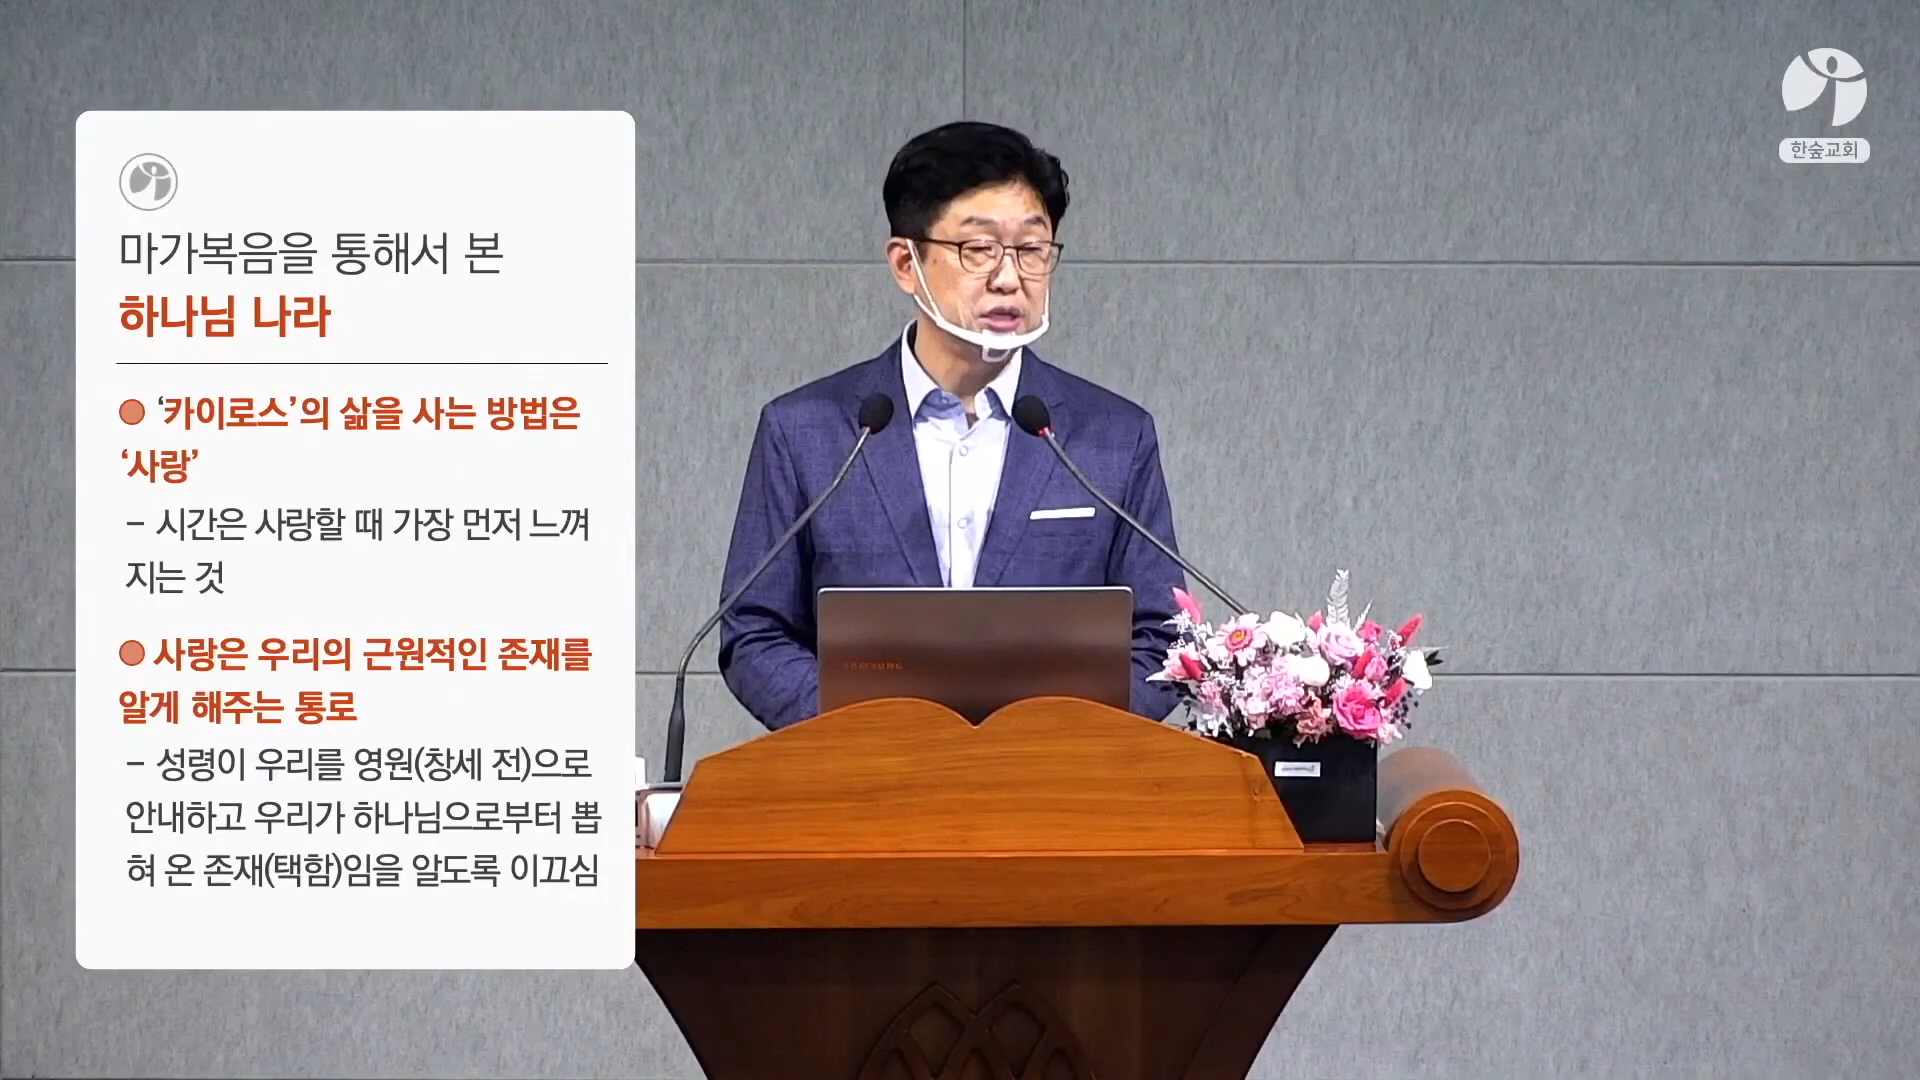 마가복음을 통해서 본
하나님 나라
‘카이로스’의 삶을 사는 방법은
‘사랑’
– 시간은 사랑할 때 가장 먼저 느껴
지는 것
사랑은 우리의 근원적인 존재를
알게 해주는 통로
– 성령이 우리를 영원(창세 전)으로
안내하고 우리가 하나님으로부터 뽑
혀 온 존재(택함)임을 알도록 이끄심
한숲교회
SAMSUNG